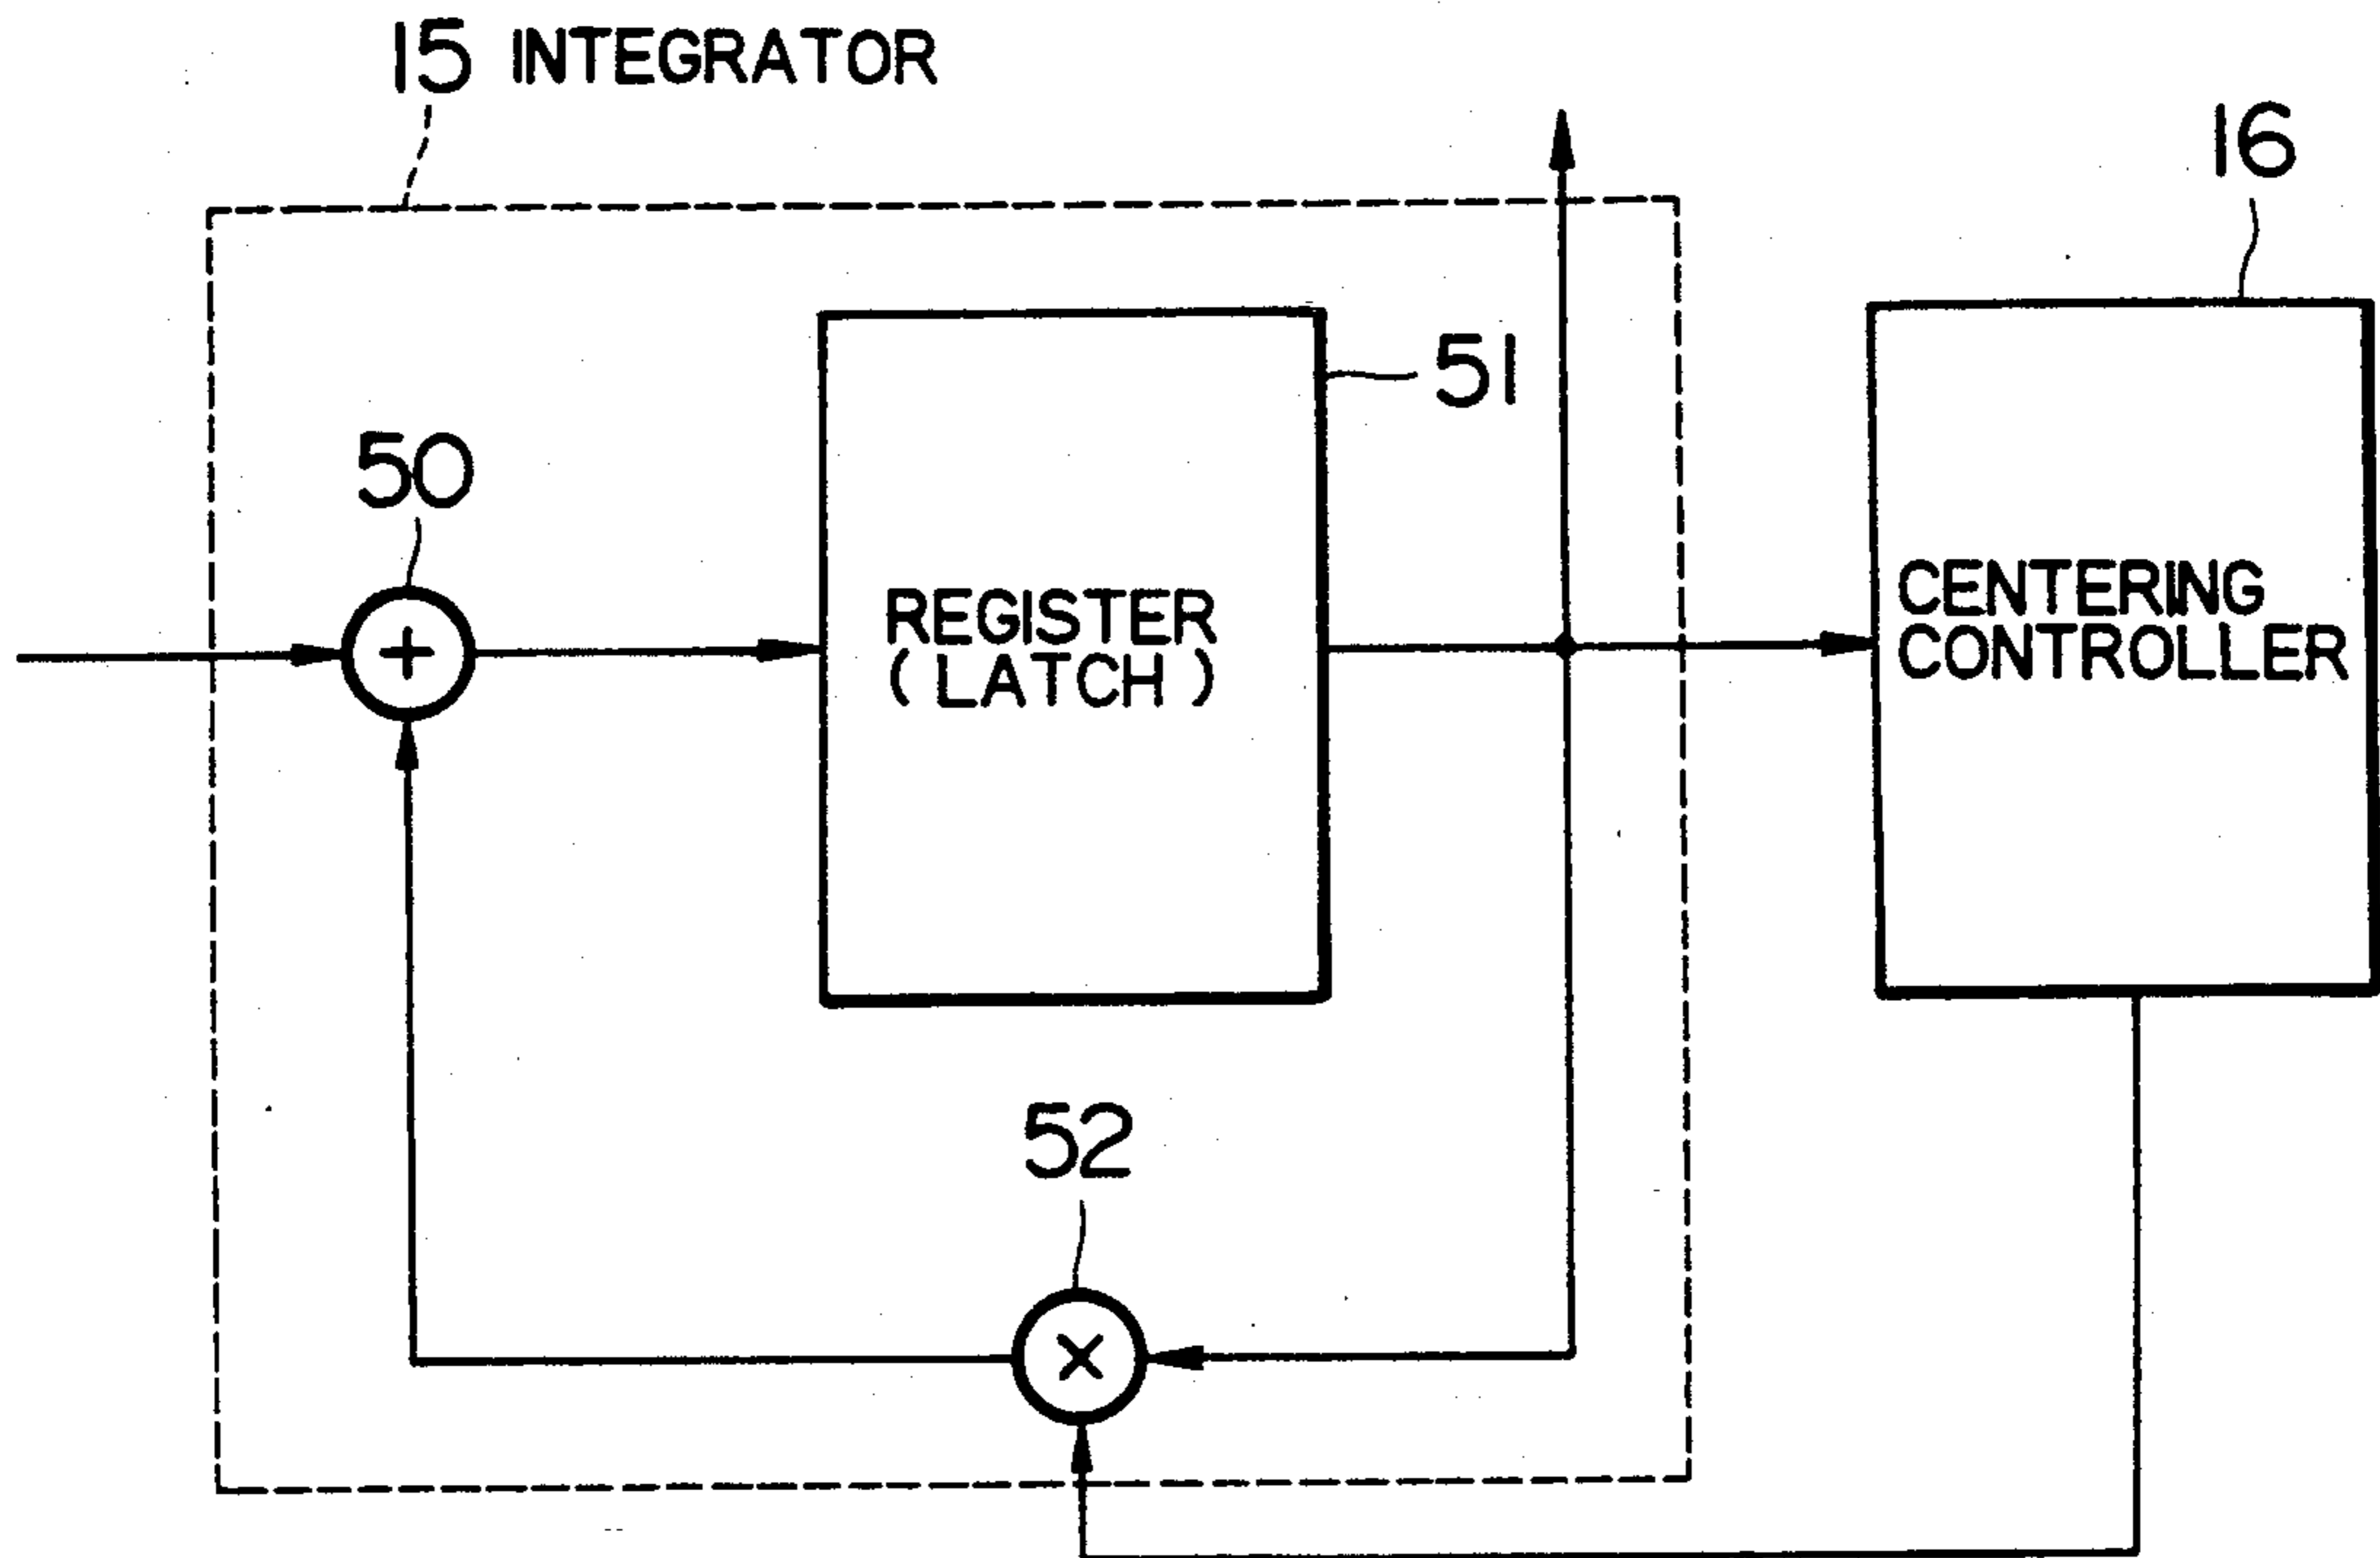 15 INTEGRATOR
16
51
50
REGISTER
(LATCH)
CENTERING
CONTROLLER
+
52
×